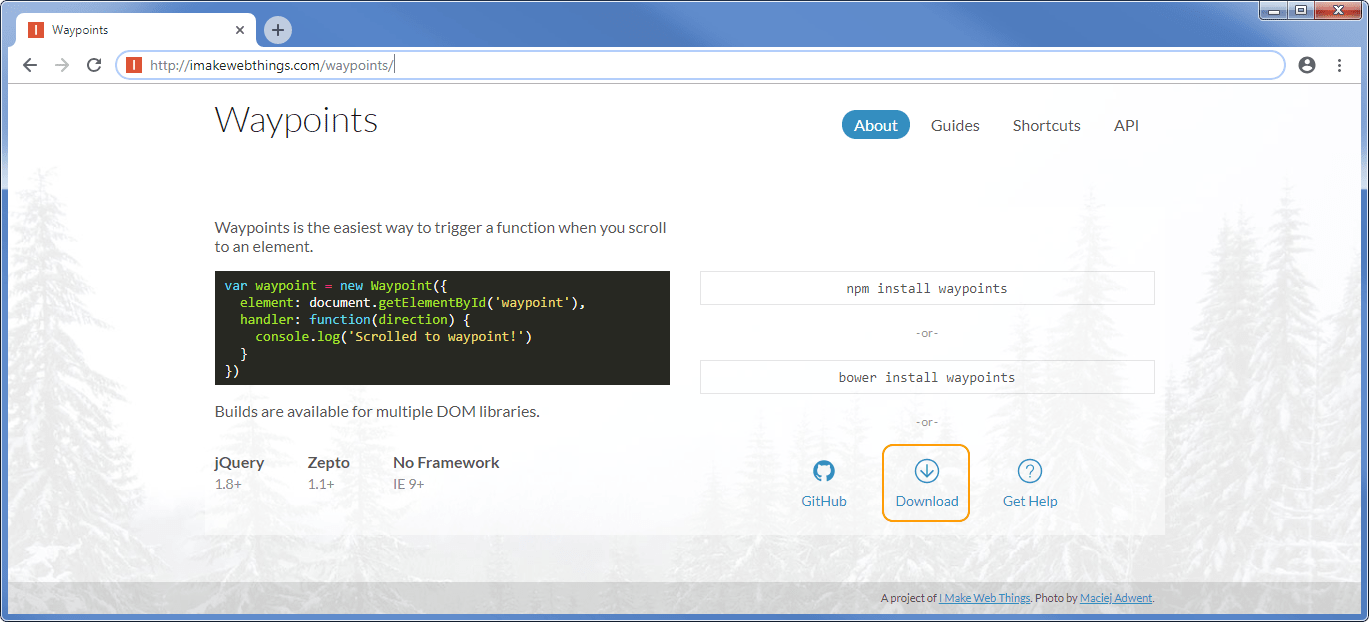 Waypoints
http://imakewebthings.com/waypoints/
Waypoints
About Guides Shortcuts API
Waypoints is the easiest way to trigger a function when you scroll
to an element.
var waypoint = new Waypoint({
  element: document.getElementById('waypoint'),
  handler: function(direction) {
    console.log('Scrolled to waypoint!')
  }
})
Builds are available for multiple DOM libraries.
jQuery Zepto No Framework
1.8+ 1.1+ IE 9+
npm install waypoints
-or-
bower install waypoints
-or-
GitHub Download Get Help
A project of I Make Web Things. Photo by Maciej Adwent.